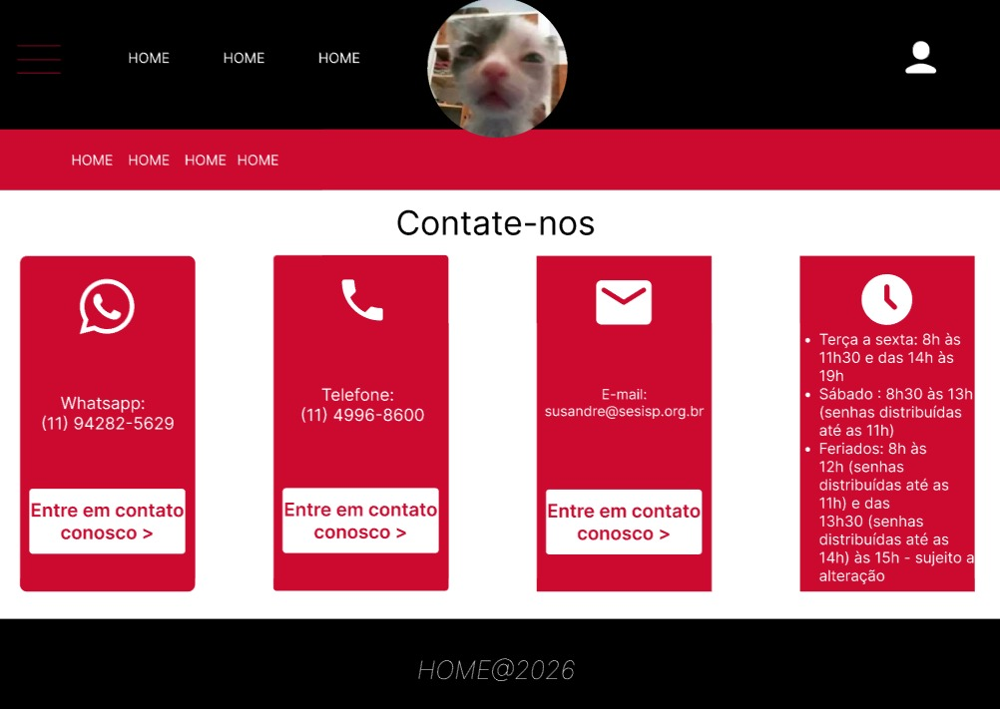 HOME HOME HOME
HOME HOME HOME HOME
Contate-nos
Whatsapp:
(11) 94282-5629
Entre em contato
conosco >
Telefone:
(11) 4996-8600
Entre em contato
conosco >
E-mail:
susandre@sesisp.org.br
Entre em contato
conosco >
• Terça a sexta: 8h às
11h30 e das 14h às
19h
• Sábado : 8h30 às 13h
(senhas distribuídas
até as 11h)
• Feriados: 8h às
12h (senhas
distribuídas até as
11h) e das
13h30 (senhas
distribuídas até as
14h) às 15h - sujeito a
alteração
HOME@2026